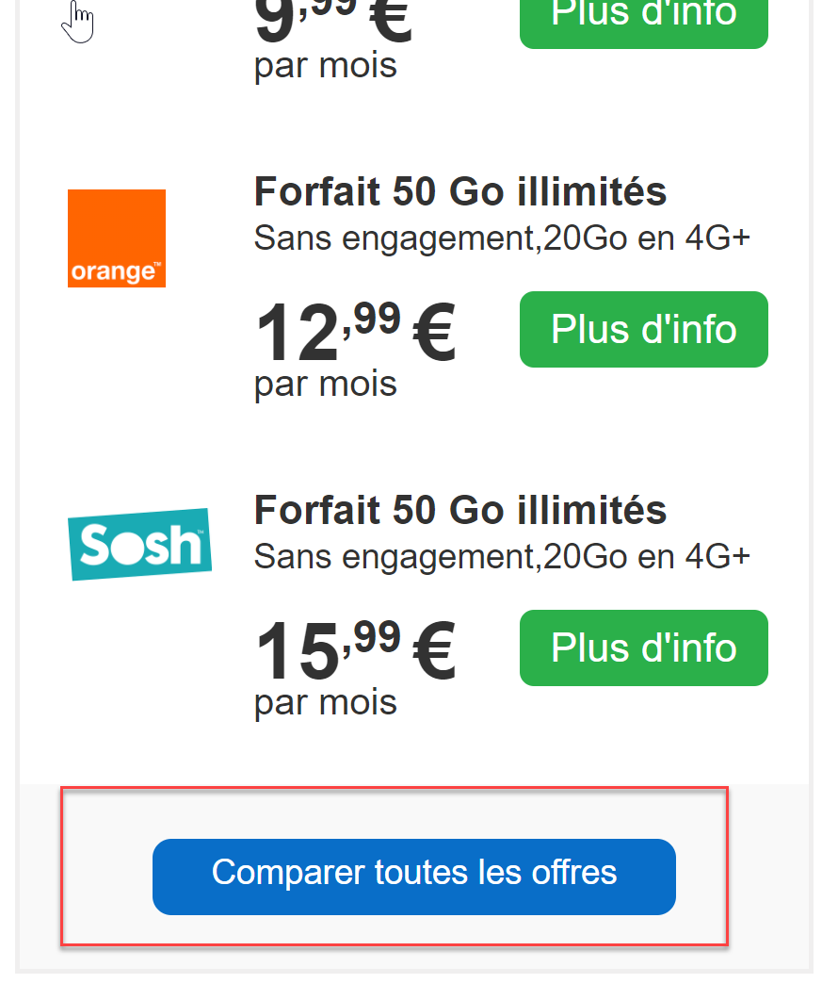 9,99 €
Plus d'info
par mois
Forfait 50 Go illimités
Sans engagement,20Go en 4G+
orange™
12,99 €
Plus d'info
par mois
Forfait 50 Go illimités
Sosh™
Sans engagement,20Go en 4G+
15,99 €
Plus d'info
par mois
Comparer toutes les offres